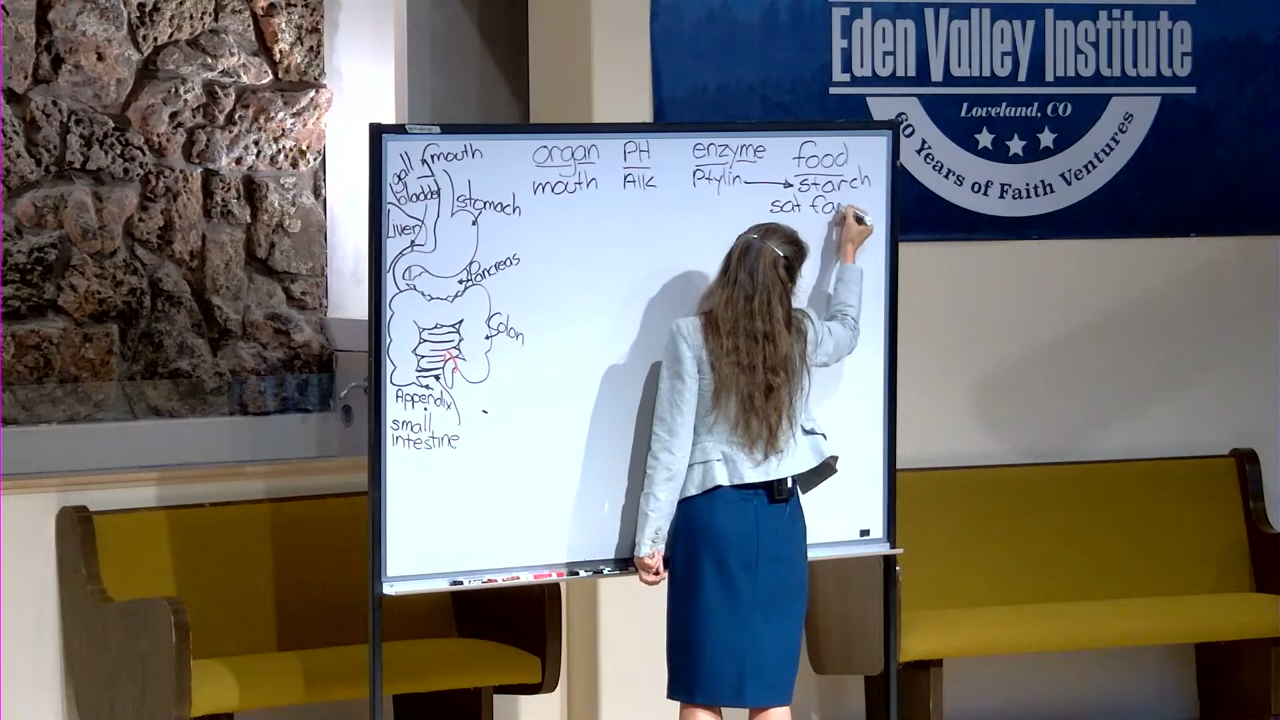 Eden Valley Institute
Loveland, CO
60 Years of Faith Ventures
mouth
gall
bladder
Liver
stomach
Pancreas
Colon
Appendix
small
intestine
organ PH enzyme food
mouth Alk Ptylin starch
sat fa